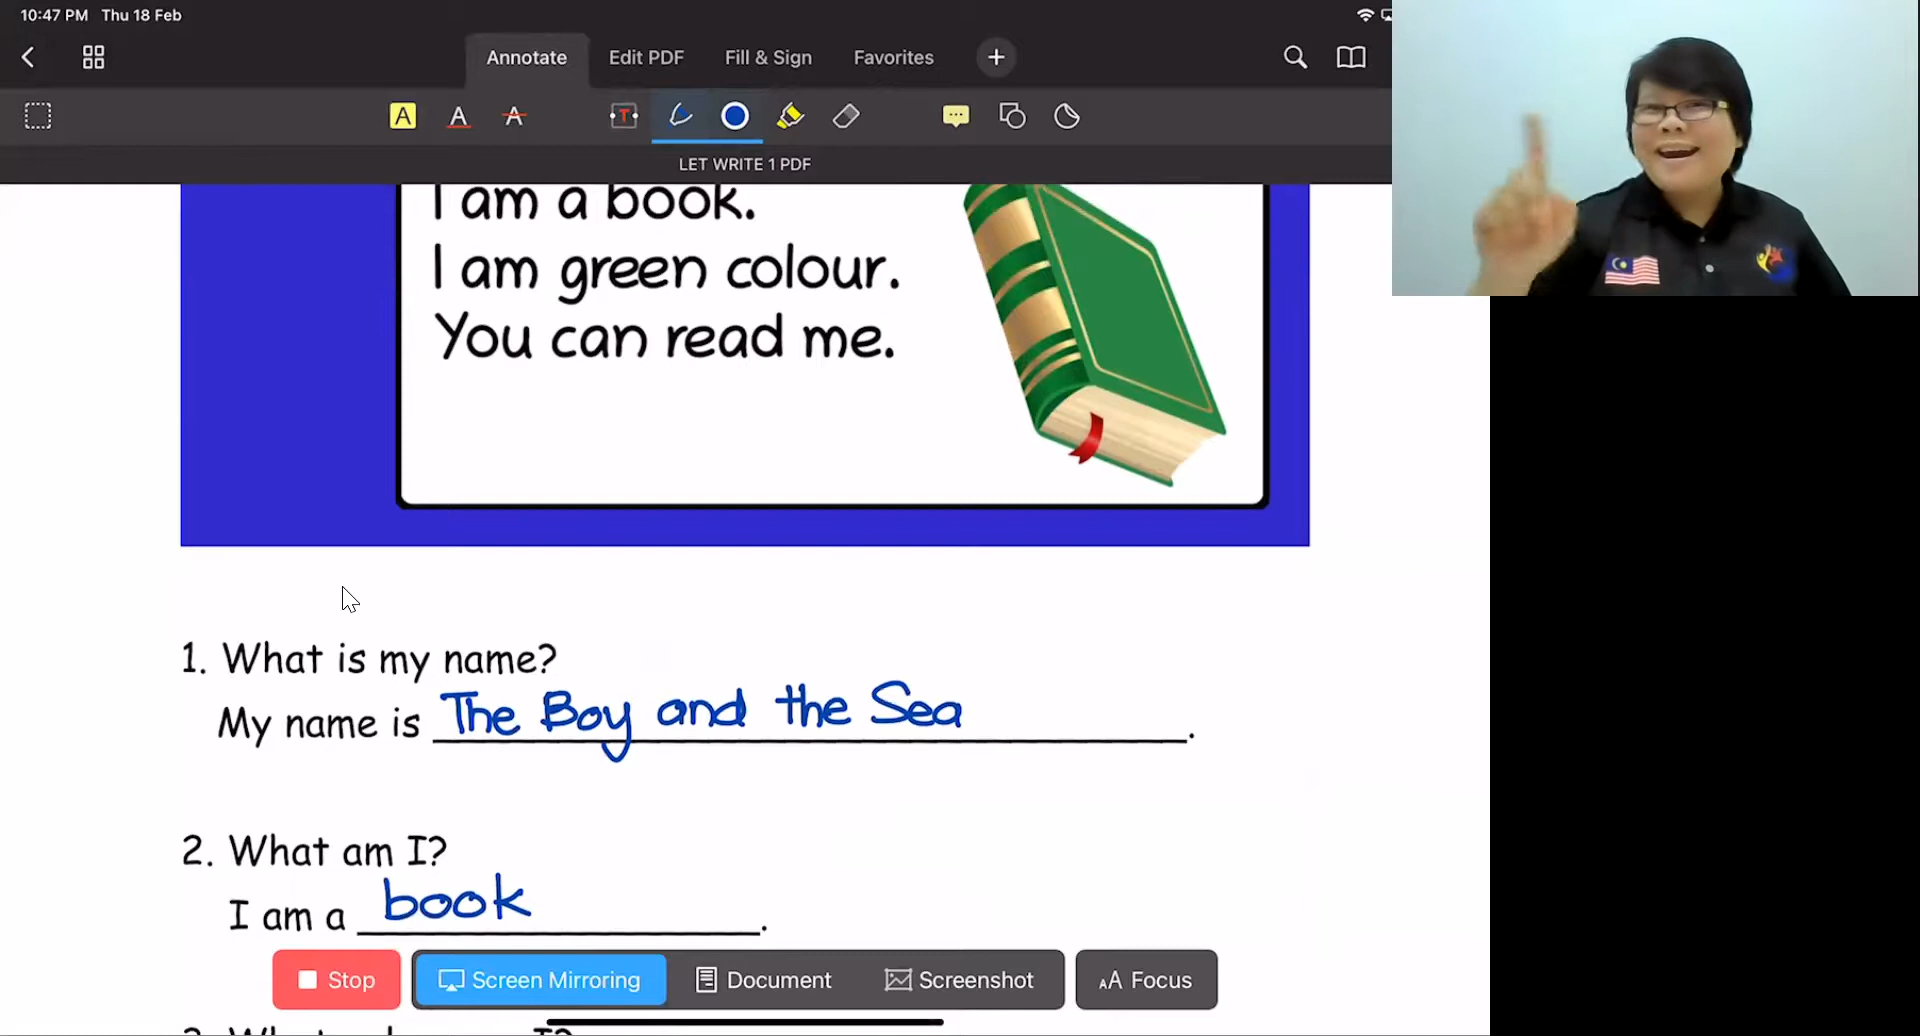 10:47 PM Thu 18 Feb
Annotate Edit PDF Fill & Sign Favorites
A A A T
LET WRITE 1 PDF
I am a book.
I am green colour.
You can read me.
1. What is my name?
My name is The Boy and the Sea.
2. What am I?
I am a book.
Stop Screen Mirroring Document Screenshot AA Focus